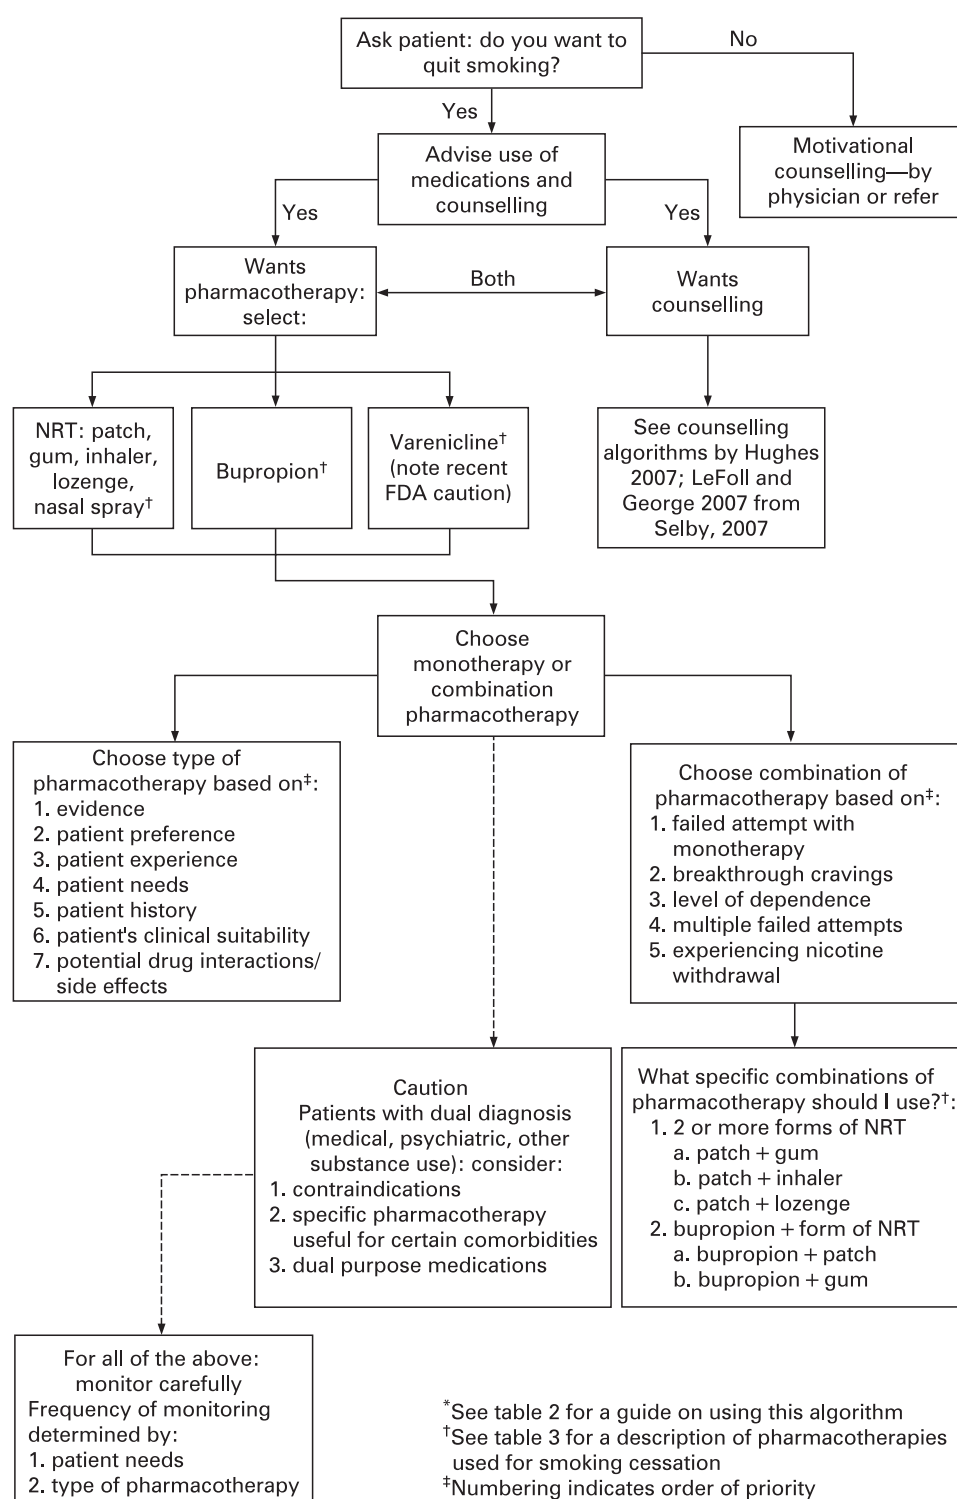 Ask patient: do you want to
quit smoking?
No
Yes
Motivational
counselling—by
physician or refer
Advise use of
medications and
counselling
Yes
Yes
Wants
pharmacotherapy:
select:
Both
Wants
counselling
NRT: patch,
gum, inhaler,
lozenge,
nasal spray†
Bupropion†
Varenicline†
(note recent
FDA caution)
See counselling
algorithms by Hughes
2007; LeFoll and
George 2007 from
Selby, 2007
Choose
monotherapy or
combination
pharmacotherapy
Choose type of
pharmacotherapy based on‡:
1. evidence
2. patient preference
3. patient experience
4. patient needs
5. patient history
6. patient's clinical suitability
7. potential drug interactions/
side effects
Choose combination of
pharmacotherapy based on‡:
1. failed attempt with
monotherapy
2. breakthrough cravings
3. level of dependence
4. multiple failed attempts
5. experiencing nicotine
withdrawal
Caution
Patients with dual diagnosis
(medical, psychiatric, other
substance use): consider:
1. contraindications
2. specific pharmacotherapy
useful for certain comorbidities
3. dual purpose medications
What specific combinations of
pharmacotherapy should I use?†:
1. 2 or more forms of NRT
a. patch + gum
b. patch + inhaler
c. patch + lozenge
2. bupropion + form of NRT
a. bupropion + patch
b. bupropion + gum
For all of the above:
monitor carefully
Frequency of monitoring
determined by:
1. patient needs
2. type of pharmacotherapy
*See table 2 for a guide on using this algorithm
†See table 3 for a description of pharmacotherapies
used for smoking cessation
‡Numbering indicates order of priority